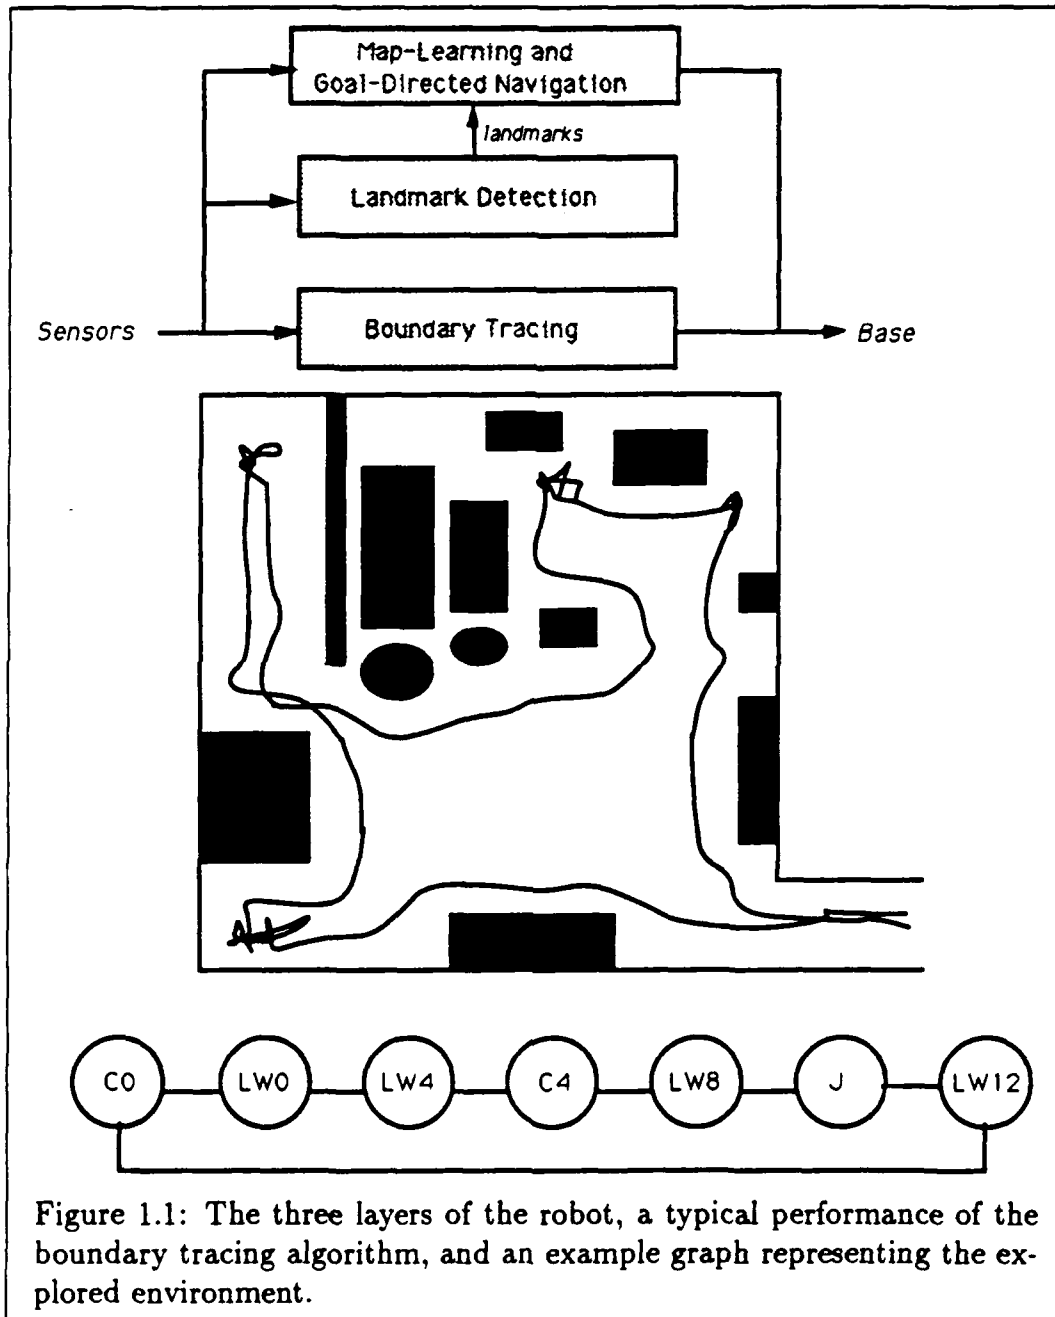 Map-Learning and
Goal-Directed Navigation
landmarks
Landmark Detection
Sensors
Boundary Tracing
Base
C0
LW0
LW4
C4
LW8
J
LW12
Figure 1.1: The three layers of the robot, a typical performance of the
boundary tracing algorithm, and an example graph representing the ex-
plored environment.